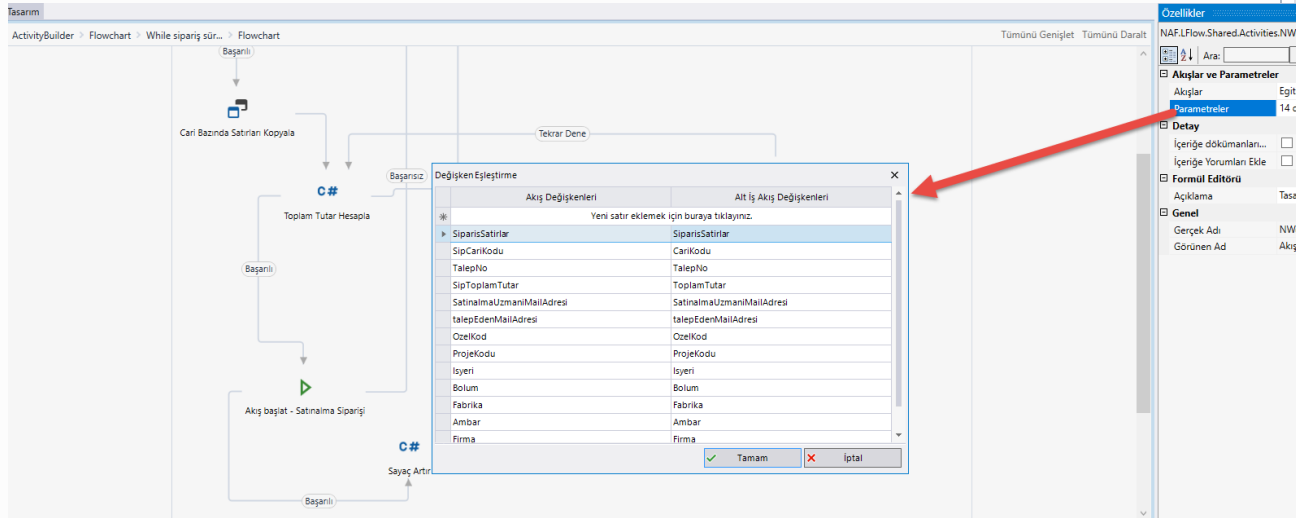 Tasarım
ActivityBuilder > Flowchart > While sipariş sür... > Flowchart
Tümünü Genişlet Tümünü Daralt
Başarılı
Cari Bazında Satırları Kopyala
Tekrar Dene
Başarısız
C#
Toplam Tutar Hesapla
Başarılı
Akış başlat - Satınalma Siparişi
C#
Sayaç Artır
Başarılı
Değişken Eşleştirme
Akış Değişkenleri Alt İş Akış Değişkenleri
Yeni satır eklemek için buraya tıklayınız.
SiparisSatirlar SiparisSatirlar
SipCariKodu CariKodu
TalepNo TalepNo
SipToplamTutar ToplamTutar
SatinalmaUzmaniMailAdresi SatinalmaUzmaniMailAdresi
talepEdenMailAdresi talepEdenMailAdresi
OzelKod OzelKod
ProjeKodu ProjeKodu
Isyeri Isyeri
Bolum Bolum
Fabrika Fabrika
Ambar Ambar
Firma Firma
Tamam İptal
Özellikler
NAF.LFlow.Shared.Activities.NW
Ara:
Akışlar ve Parametreler
Akışlar Egit
Parametreler 14
Detay
İçeriğe dökümanları...
İçeriğe Yorumları Ekle
Formül Editörü
Açıklama Tasa
Genel
Gerçek Adı NW
Görünen Ad Akış